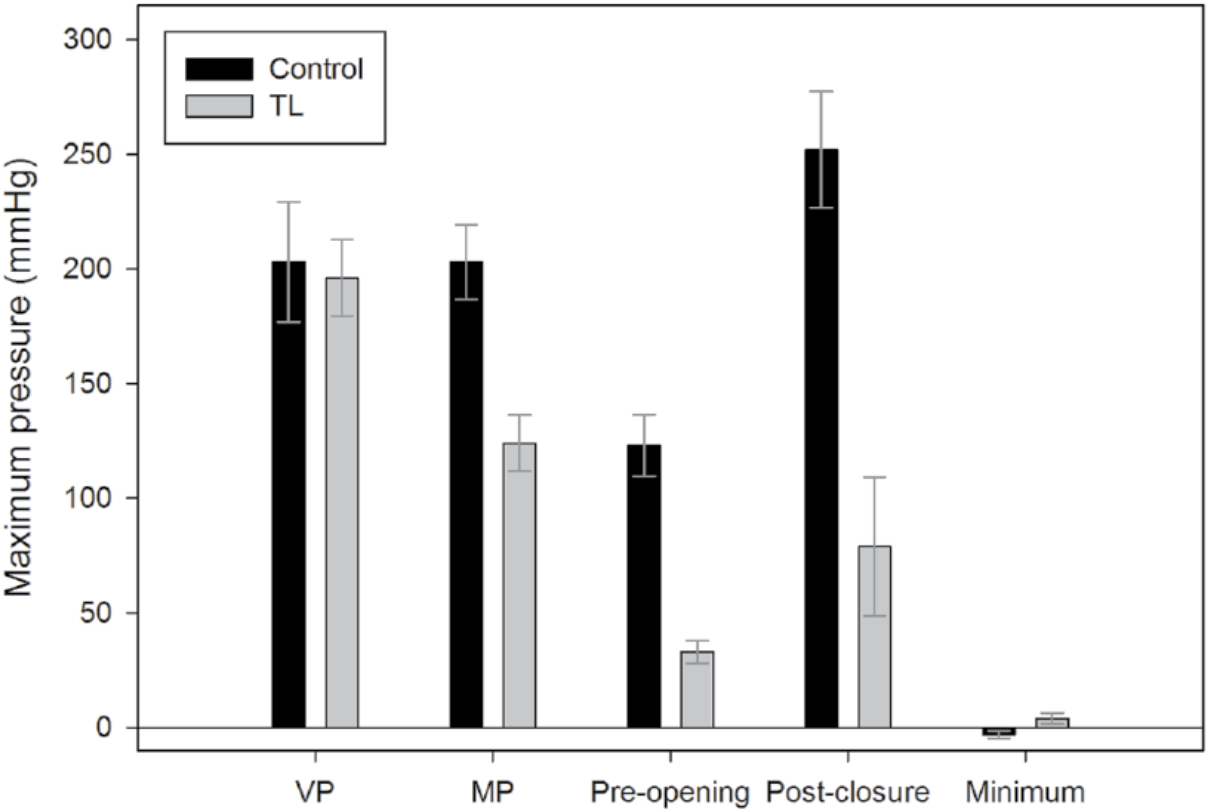 Maximum pressure (mmHg)
300
250
200
150
100
50
0
Control
TL
VP
MP
Pre-opening
Post-closure
Minimum